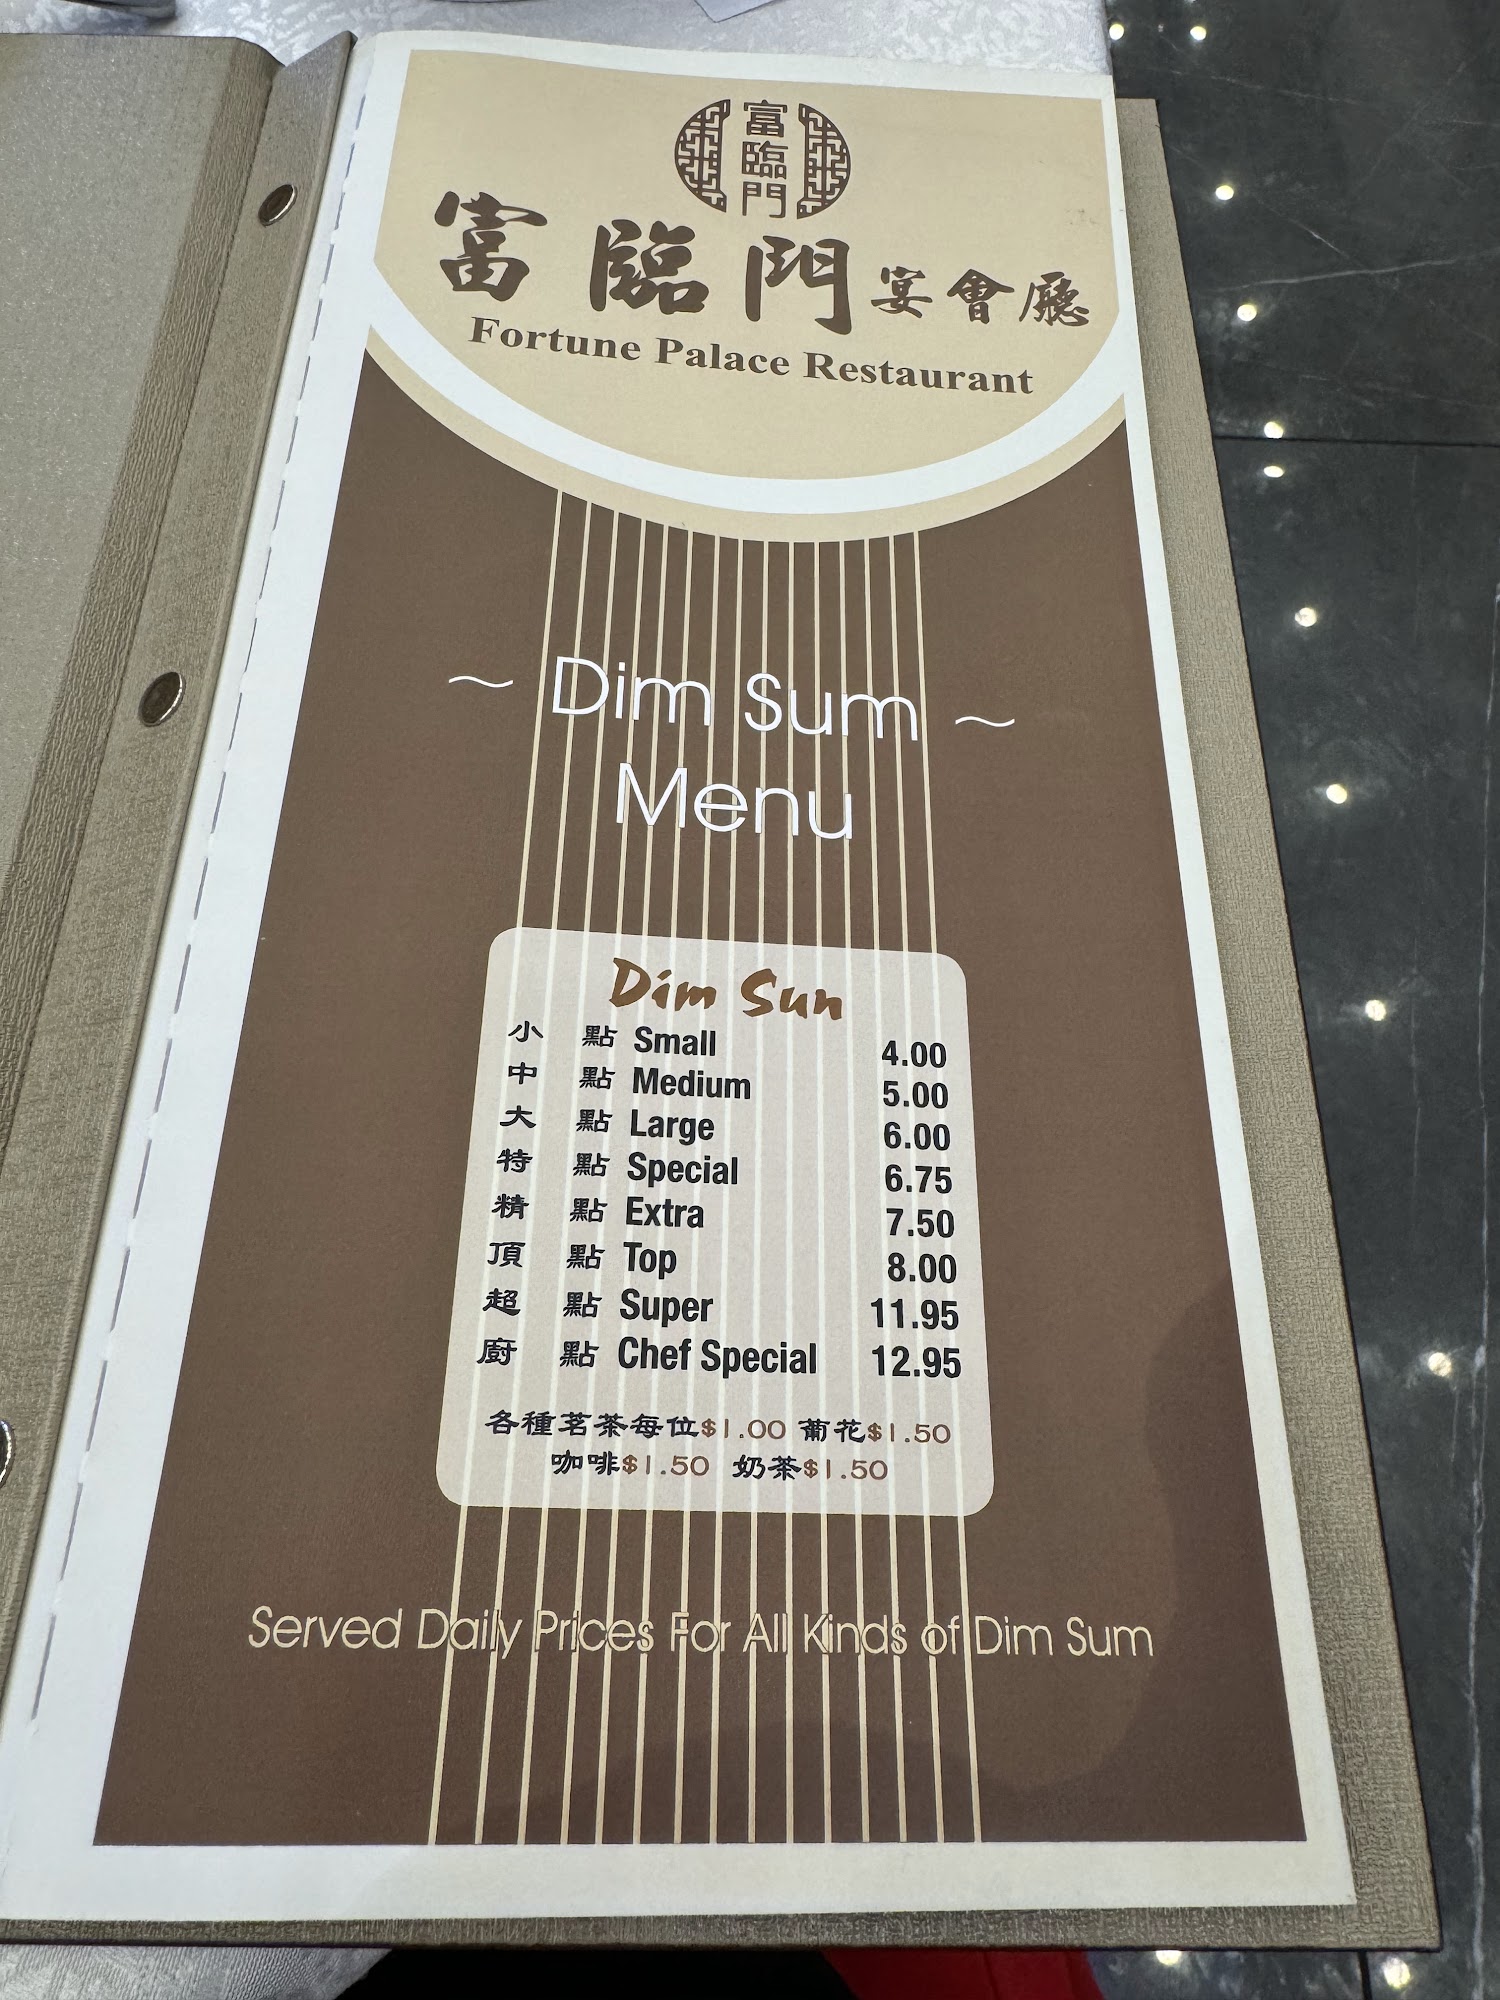 富
臨
門
富臨門宴會廳
Fortune Palace Restaurant
~ Dim Sum ~
Menu
Dim Sun
小 點 Small 4.00
中 點 Medium 5.00
大 點 Large 6.00
特 點 Special 6.75
精 點 Extra 7.50
頂 點 Top 8.00
超 點 Super 11.95
廚 點 Chef Special 12.95
各種茗茶每位$1.00 葡花$1.50
咖啡$1.50 奶茶$1.50
Served Daily Prices For All Kinds of Dim Sum